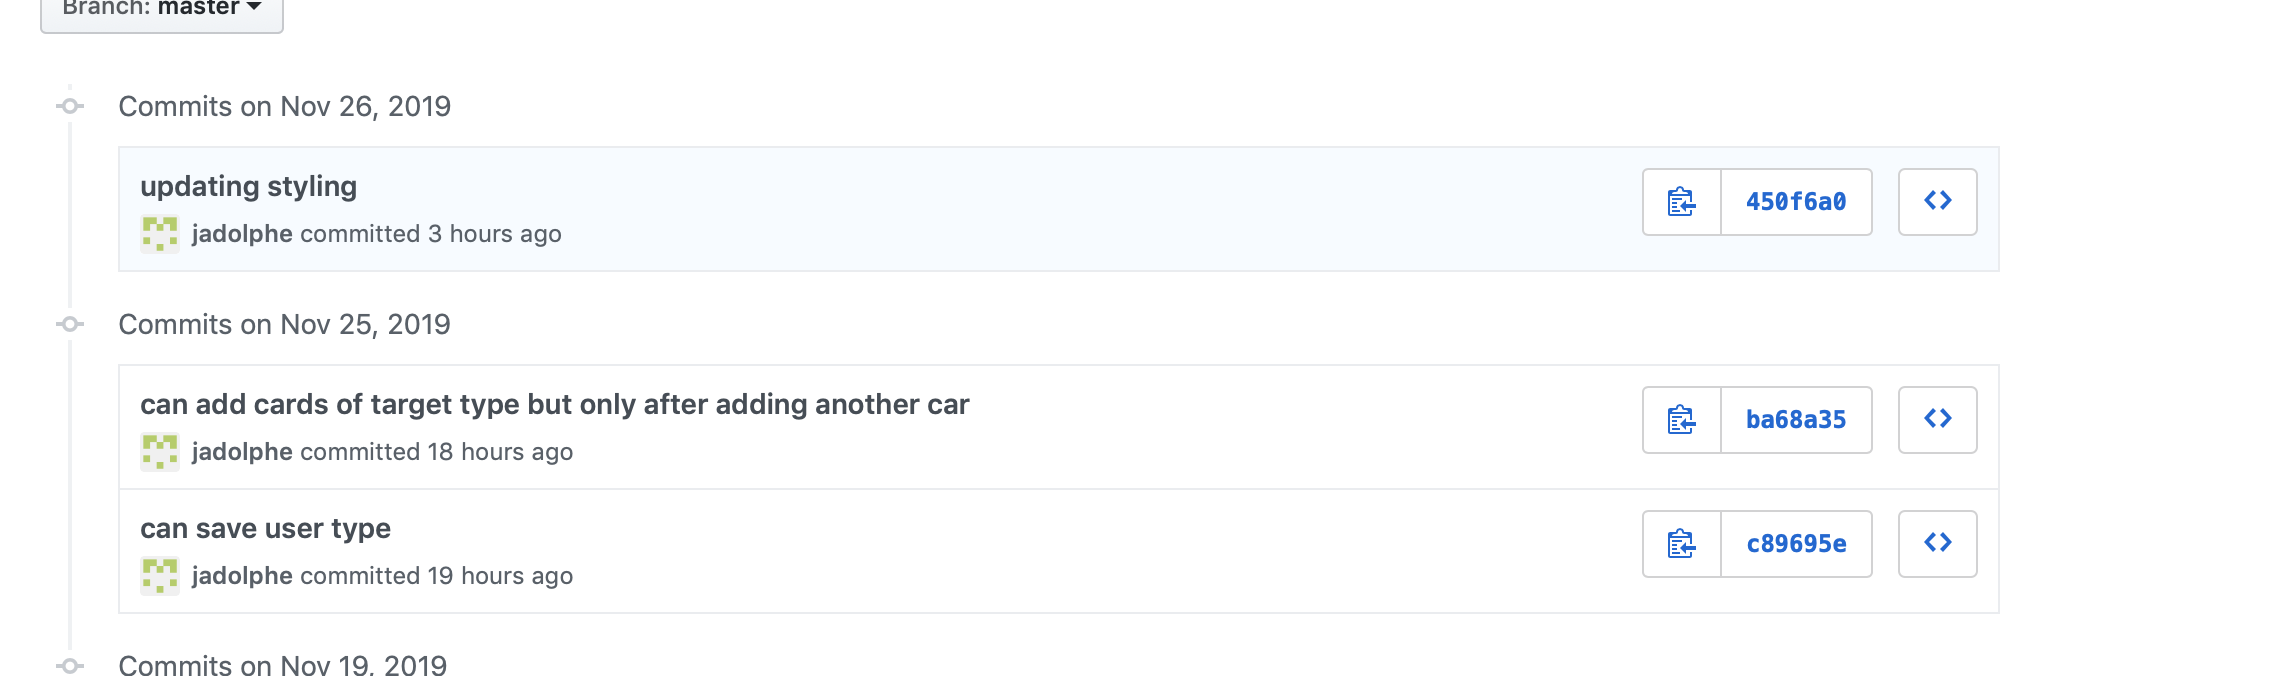 Branch: master
Commits on Nov 26, 2019
updating styling
450f6a0
jadolphe committed 3 hours ago
Commits on Nov 25, 2019
can add cards of target type but only after adding another car
ba68a35
jadolphe committed 18 hours ago
can save user type
c89695e
jadolphe committed 19 hours ago
Commits on Nov 19, 2019